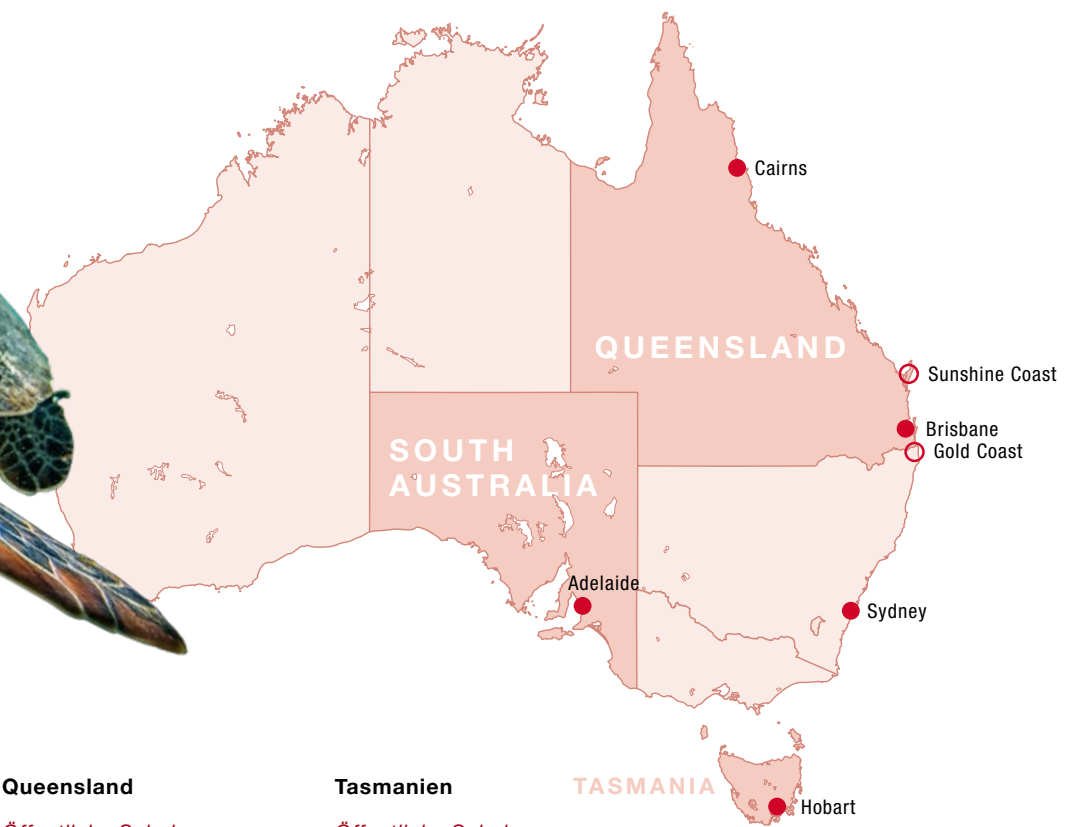 Cairns
QUEENSLAND
Sunshine Coast
Brisbane
Gold Coast
SOUTH
AUSTRALIA
Adelaide
Sydney
TASMANIA
Hobart
Queensland
Tasmanien